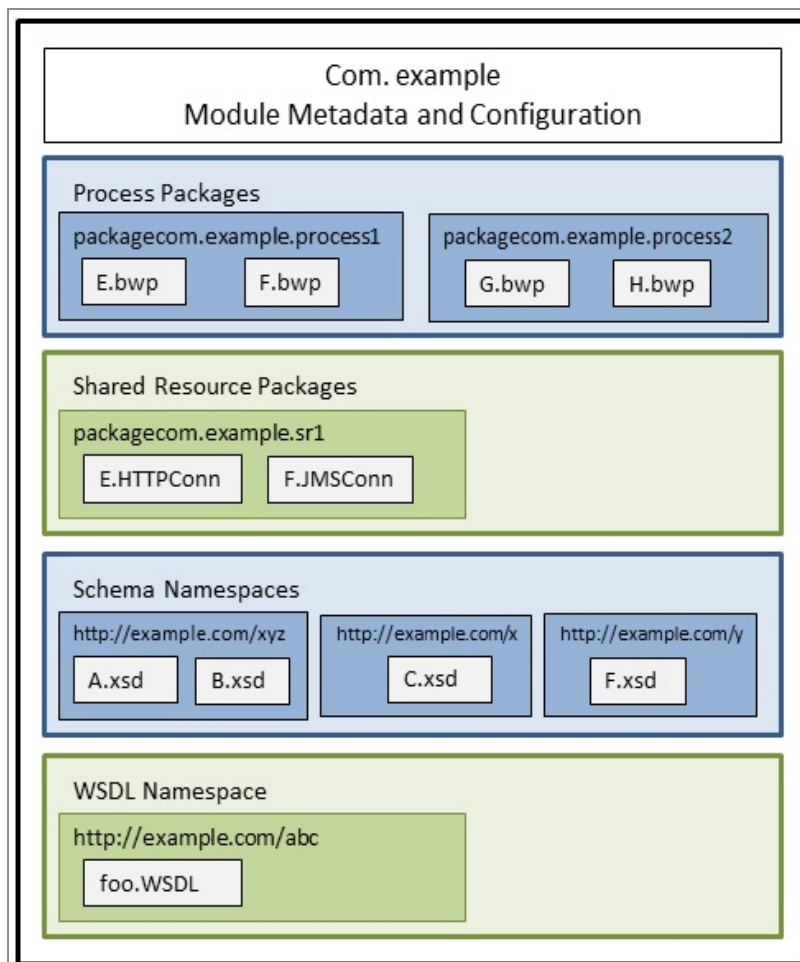 Com. example
Module Metadata and Configuration
Process Packages
packagecom.example.process1
E.bwp
F.bwp
packagecom.example.process2
G.bwp
H.bwp
Shared Resource Packages
packagecom.example.sr1
E.HTTPConn
F.JMSConn
Schema Namespaces
http://example.com/xyz
A.xsd
B.xsd
http://example.com/x
C.xsd
http://example.com/y
F.xsd
WSDL Namespace
http://example.com/abc
foo.WSDL